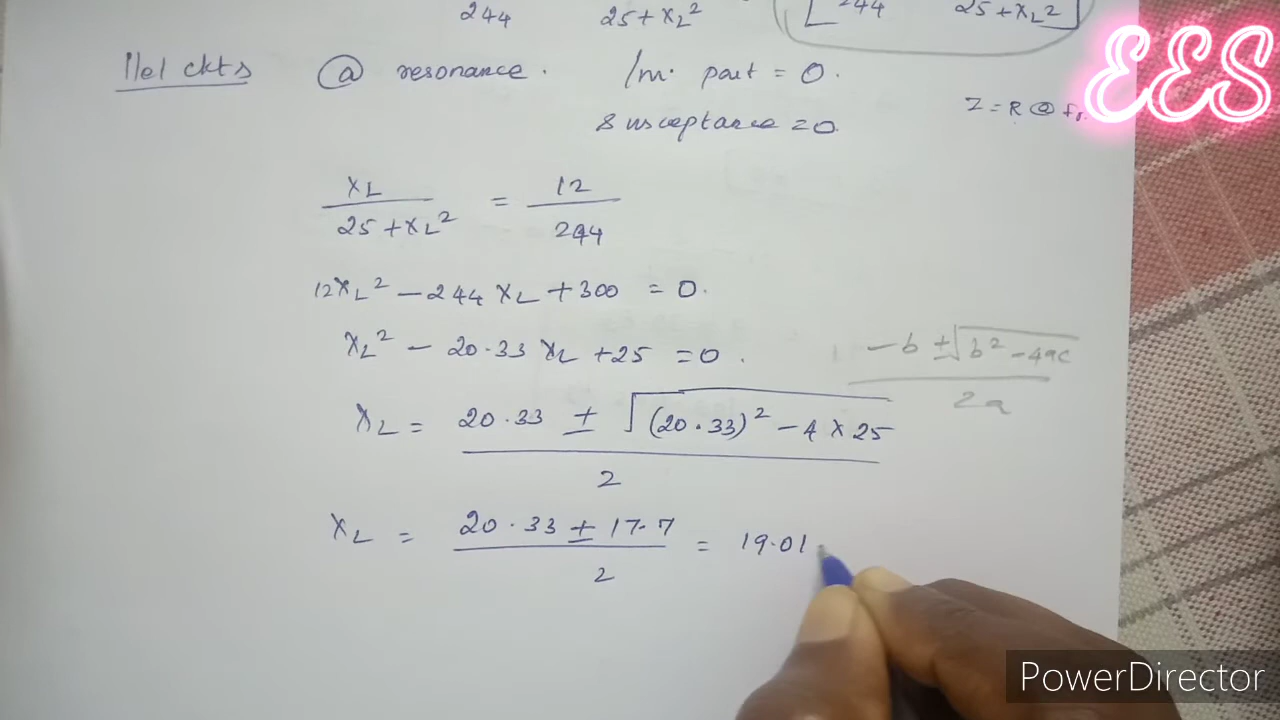 244 25+XL² [244 25+XL²]
llel ckts @ resonance. Im. part = 0.
EES
Z = R @ fr.
Susceptance = 0
XL / 25+XL² = 12 / 244
12XL² - 244 XL + 300 = 0.
XL² - 20.33 XL + 25 = 0.
-b ± √b² - 4ac / 2a
XL = 20.33 ± √(20.33)² - 4 x 25 / 2
XL = 20.33 ± 17.7 / 2 = 19.01
PowerDirector